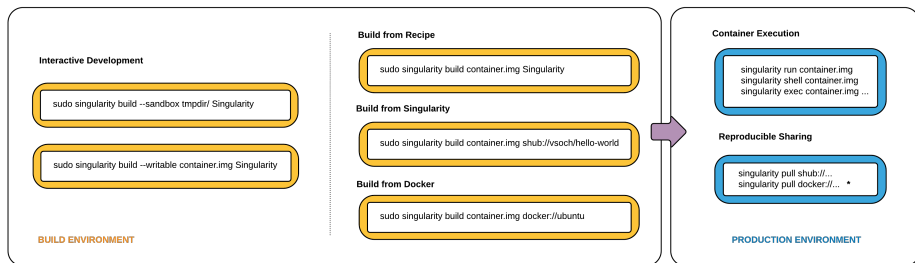 Interactive Development
sudo singularity build --sandbox tmpdir/ Singularity
sudo singularity build --writable container.img Singularity
BUILD ENVIRONMENT
Build from Recipe
sudo singularity build container.img Singularity
Build from Singularity
sudo singularity build container.img shub://vsoch/hello-world
Build from Docker
sudo singularity build container.img docker://ubuntu
Container Execution
singularity run container.img
singularity shell container.img
singularity exec container.img ...
Reproducible Sharing
singularity pull shub://...
singularity pull docker://... *
PRODUCTION ENVIRONMENT